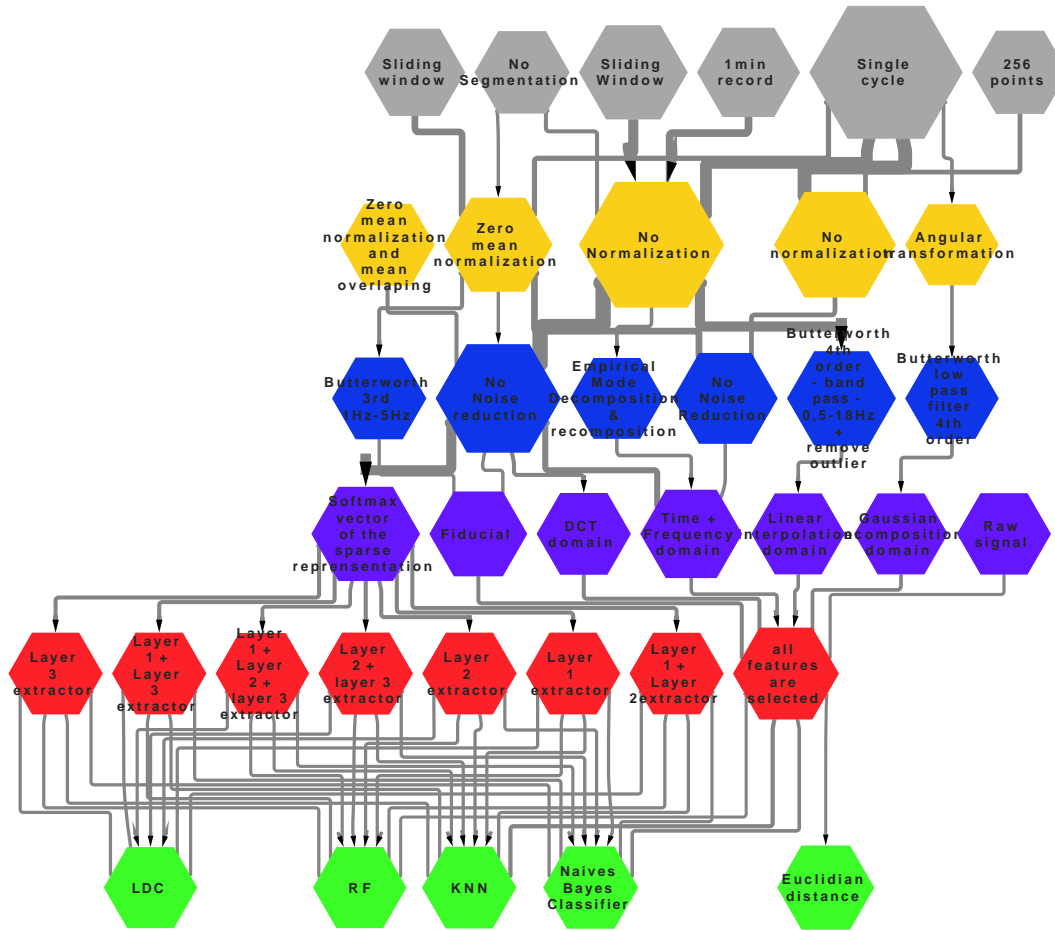 Sliding
window
No
Segmentation
Sliding
Window
1min
record
Single
cycle
256
points
Zero
mean
normalization
and
mean
overlaping
Zero
mean
normalization
No
Normalization
No
normalization
Angular
transformation
Butterworth
3rd
1Hz-5Hz
No
Noise
reduction
Empirical
Mode
Decomposition
&
recomposition
No
Noise
Reduction
Butterworth
4th
order
- band
pass -
0,5-18Hz
+
remove
outlier
Butterworth
low
pass
filter
4th
order
Softmax
vector
of the
sparse
reprensentation
Fiducial
DCT
domain
Time +
Frequency
domain
Linear
interpolation
domain
Gaussian
decomposition
domain
Raw
signal
Layer
3
extractor
Layer
1 +
Layer
3
extractor
Layer
1 +
Layer
2 +
layer 3
extractor
Layer
2 +
layer 3
extractor
Layer
2
extractor
Layer
1
extractor
Layer
1 +
Layer
2extractor
all
features
are
selected
LDC
RF
KNN
Naives
Bayes
Classifier
Euclidian
distance